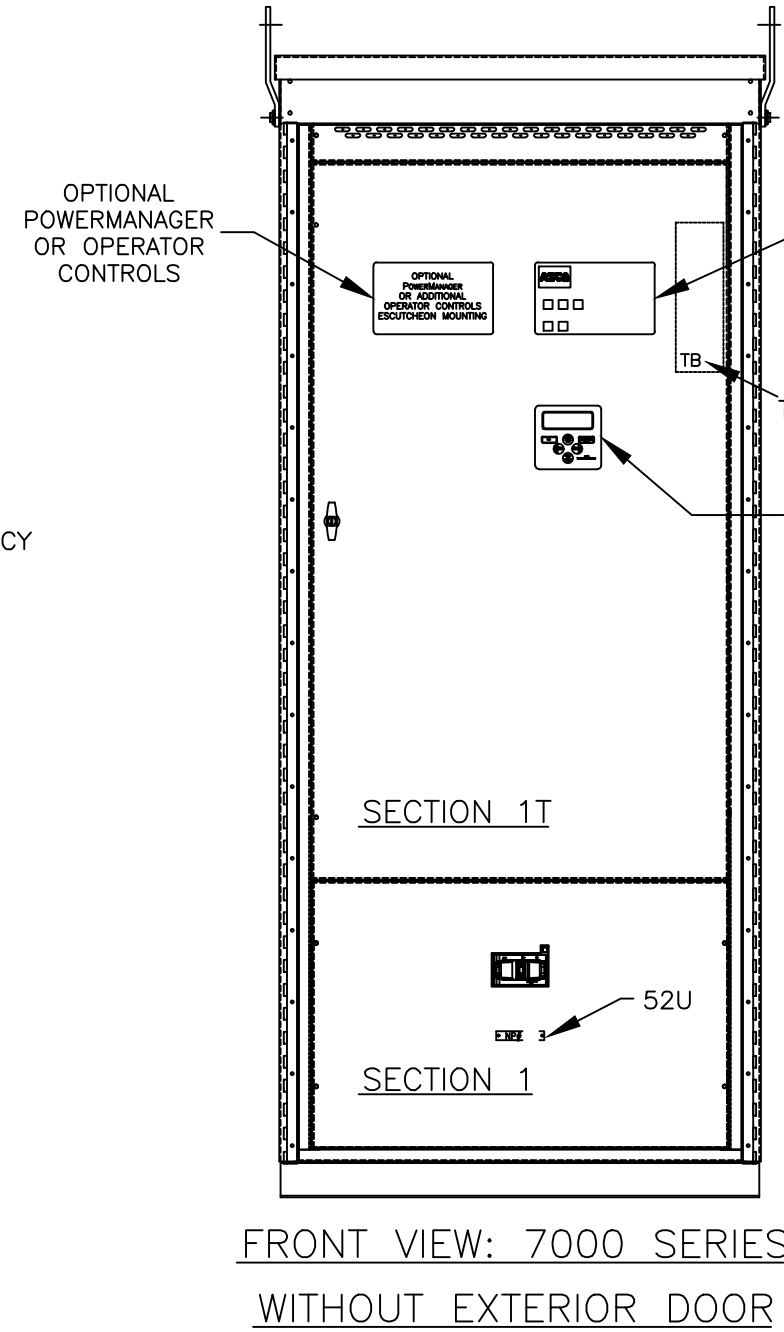 OPTIONAL
POWERMANAGER
OR OPERATOR
CONTROLS
OPTIONAL
POWERMANAGER
OR ADDITIONAL
OPERATOR CONTROLS
ESCUTCHEON MOUNTING
ASCO
TB
CY
SECTION 1T
52U
NP#
SECTION 1
FRONT VIEW: 7000 SERIES
WITHOUT EXTERIOR DOOR